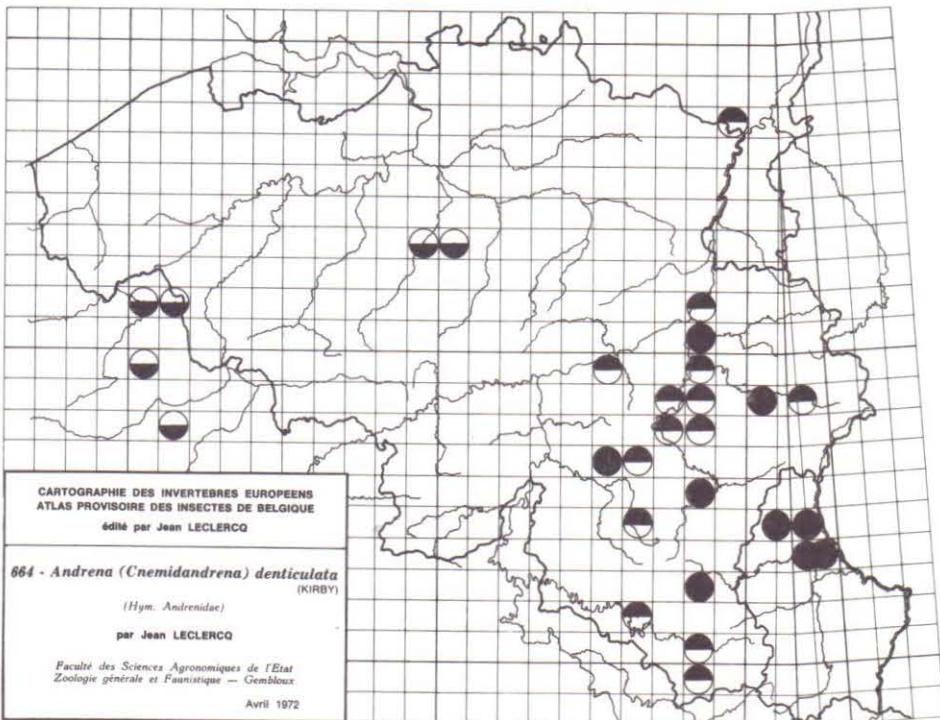 CARTOGRAPHIE DES INVERTEBRES EUROPEENS
ATLAS PROVISOIRE DES INSECTES DE BELGIQUE
édité par Jean LECLERCQ
664 - Andrena (Cnemidandrena) denticulata
(KIRBY)
(Hym. Andrenidae)
par Jean LECLERCQ
Faculté des Sciences Agronomiques de l'Etat
Zoologie générale et Faunistique — Gembloux
Avril 1972